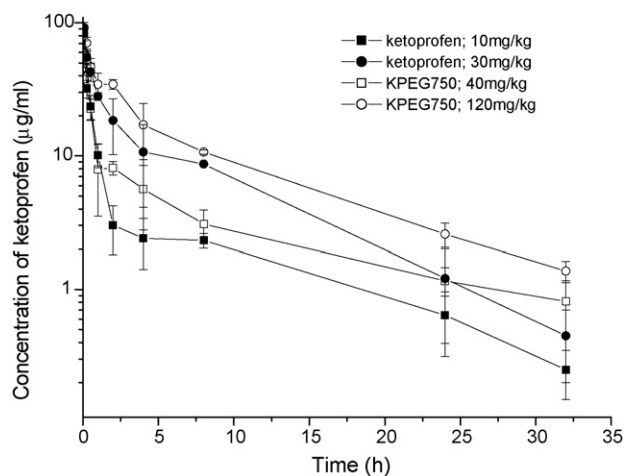 Concentration of ketoprofen (μg/ml)
100
10
1
ketoprofen; 10mg/kg
ketoprofen; 30mg/kg
KPEG750; 40mg/kg
KPEG750; 120mg/kg
0 5 10 15 20 25 30 35
Time (h)